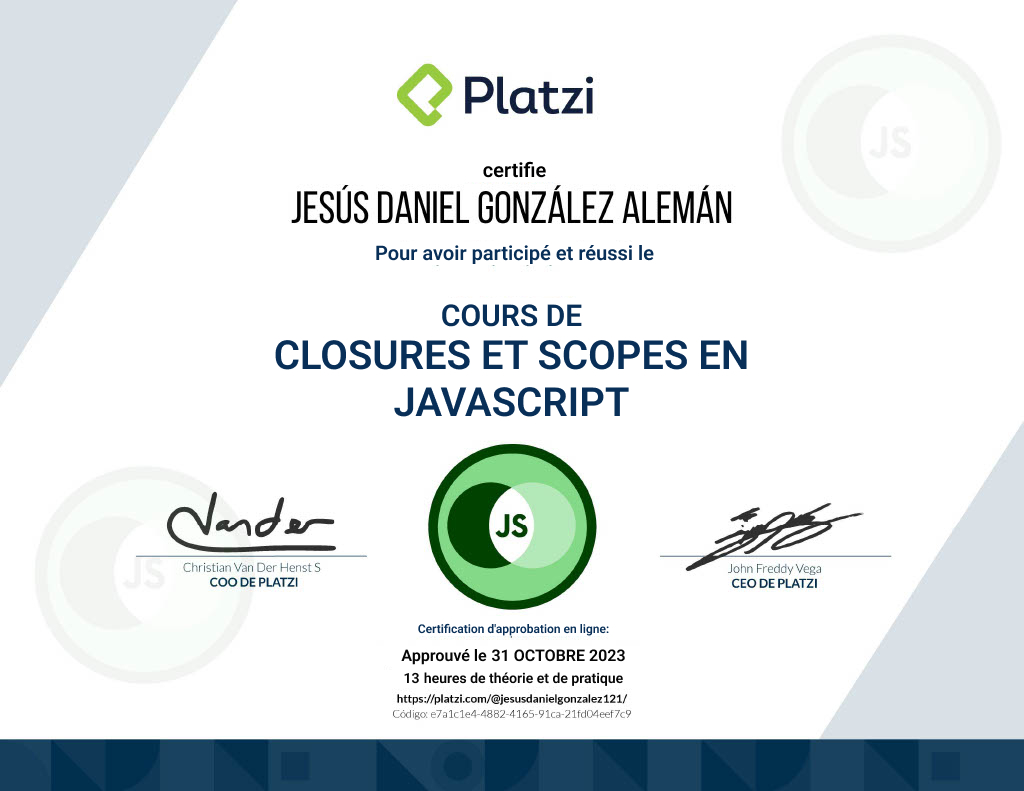 Platzi
JS
certifie
JESÚS DANIEL GONZÁLEZ ALEMÁN
Pour avoir participé et réussi le
COURS DE
CLOSURES ET SCOPES EN
JAVASCRIPT
JS
JS
Christian Van Der Henst S
COO DE PLATZI
John Freddy Vega
CEO DE PLATZI
Certification d'approbation en ligne:
Approuvé le 31 OCTOBRE 2023
13 heures de théorie et de pratique
https://platzi.com/@jesusdanielgonzalez121/
Código: e7a1c1e4-4882-4165-91ca-21fd04eef7c9